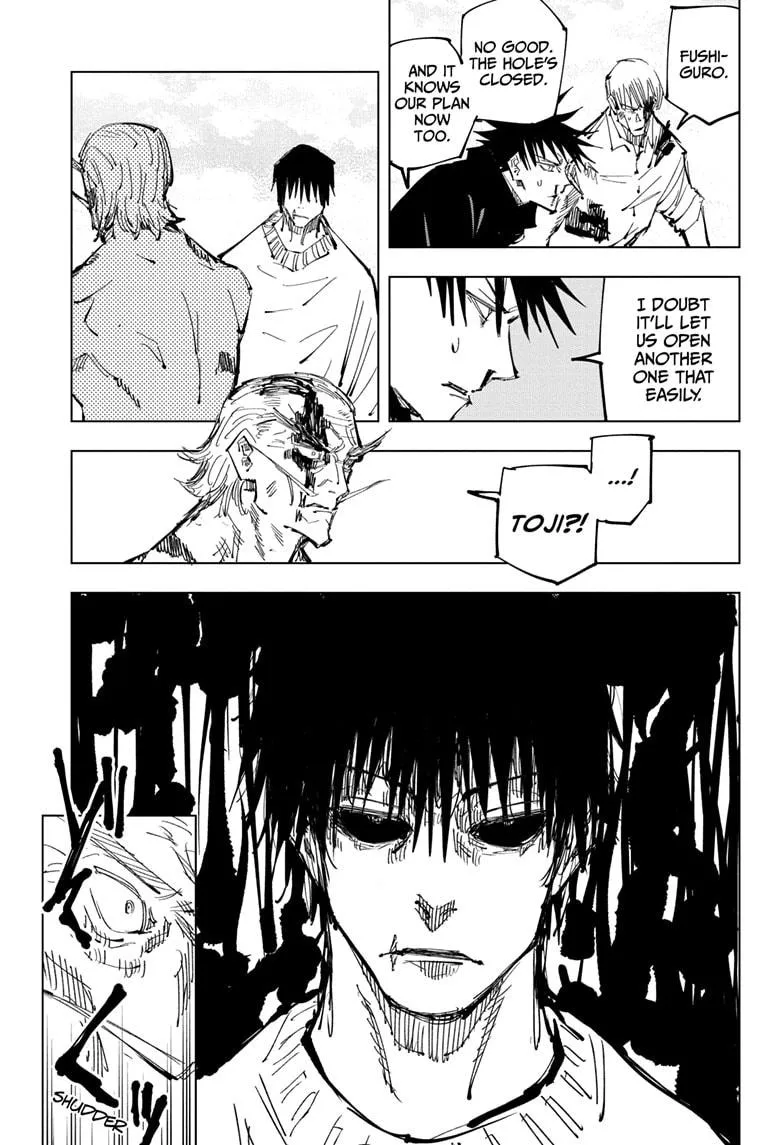 FUSHI-
GURO.
NO GOOD.
THE HOLE'S
CLOSED.
AND IT
KNOWS
OUR PLAN
NOW
TOO.
I DOUBT
IT'LL LET
US OPEN
ANOTHER
ONE THAT
EASILY.
....!
TOJI?!
SHUDDER